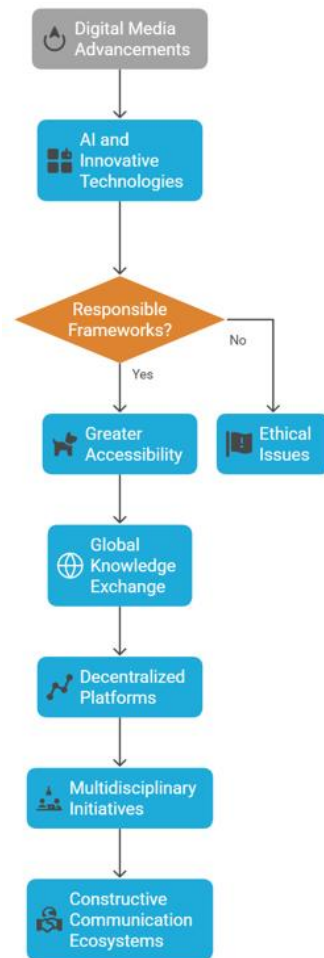 Digital Media
Advancements
AI and
Innovative
Technologies
Responsible
Frameworks?
No
Yes
Greater
Accessibility
Ethical
Issues
Global
Knowledge
Exchange
Decentralized
Platforms
Multidisciplinary
Initiatives
Constructive
Communication
Ecosystems